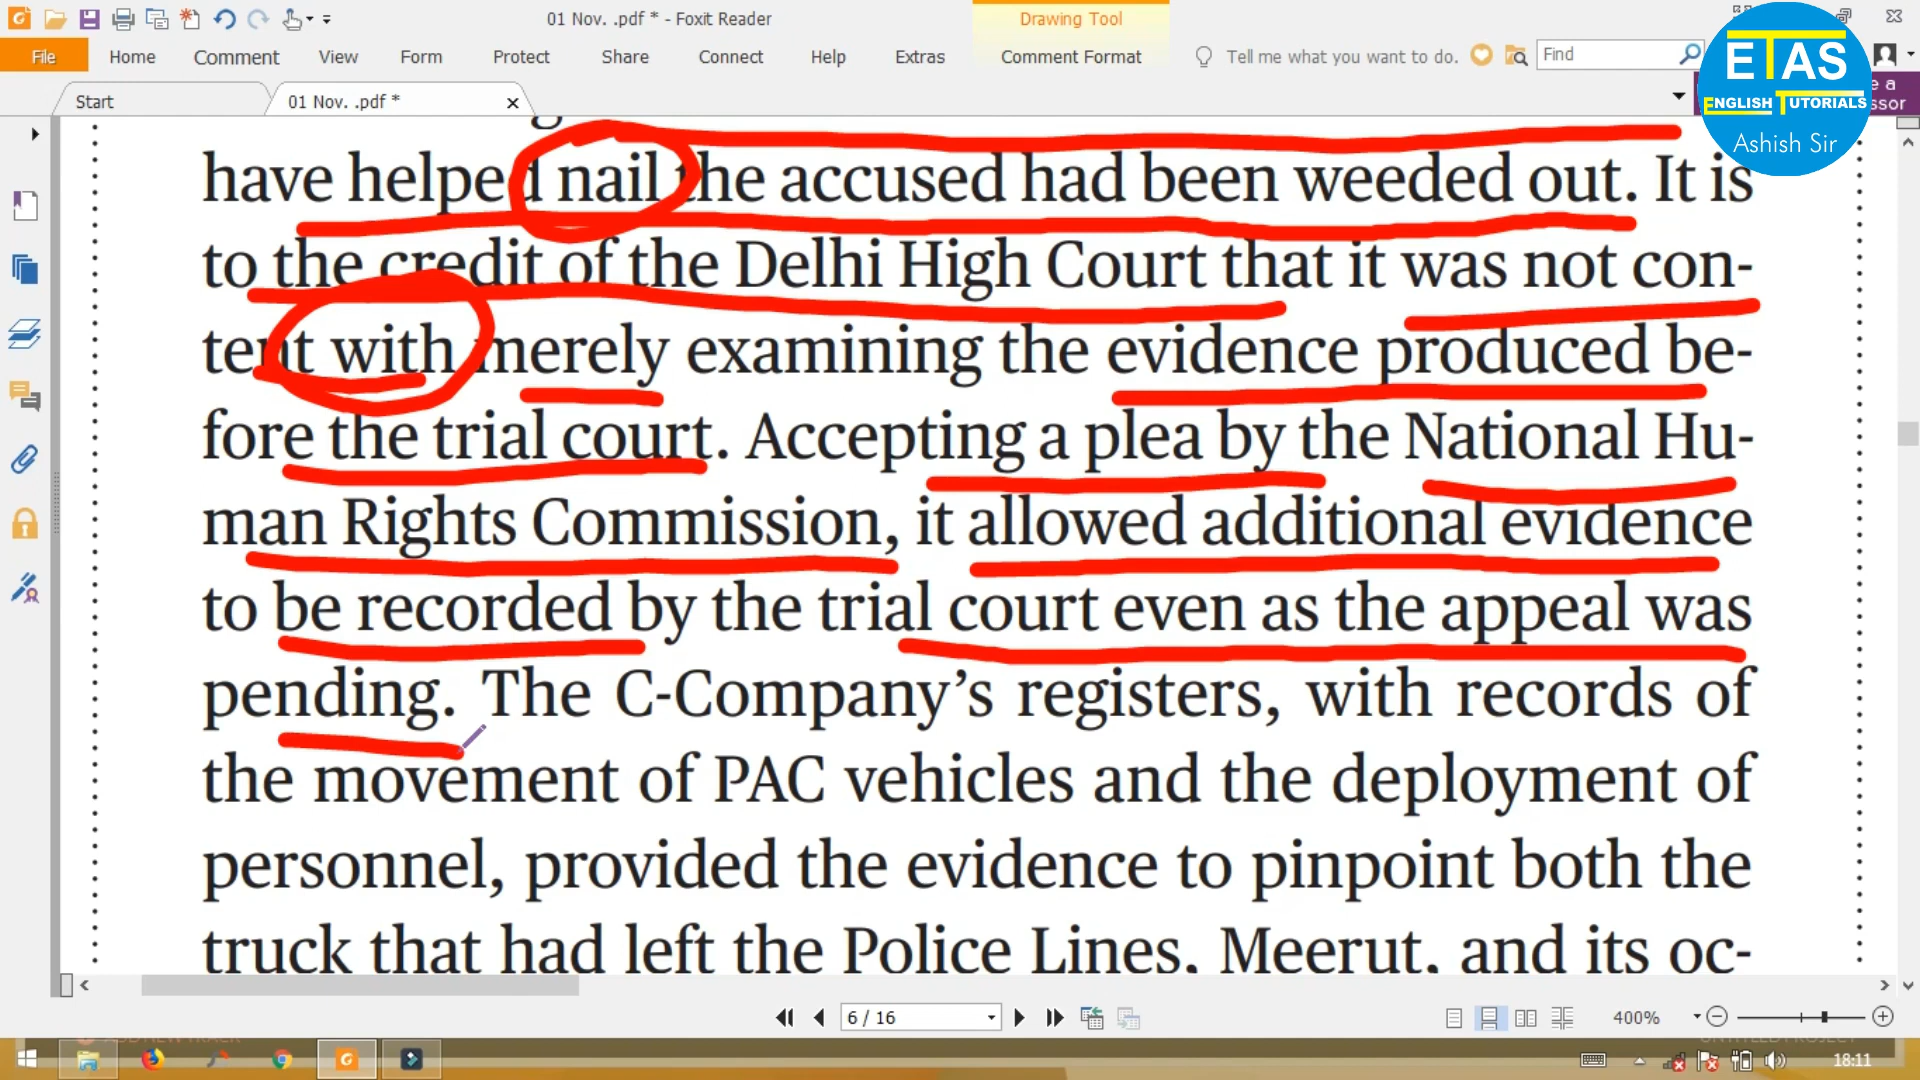 01 Nov. .pdf * - Foxit Reader
Drawing Tool
File
Home
Comment
View
Form
Protect
Share
Connect
Help
Extras
Comment Format
Tell me what you want to do.
Find
ETAS
ENGLISH TUTORIALS
Ashish Sir
e a
ssor
Start
01 Nov. .pdf *
have helped nail the accused had been weeded out. It is
to the credit of the Delhi High Court that it was not con-
tent with merely examining the evidence produced be-
fore the trial court. Accepting a plea by the National Hu-
man Rights Commission, it allowed additional evidence
to be recorded by the trial court even as the appeal was
pending. The C-Company's registers, with records of
the movement of PAC vehicles and the deployment of
personnel, provided the evidence to pinpoint both the
truck that had left the Police Lines, Meerut, and its oc-
6 / 16
400%
18:11